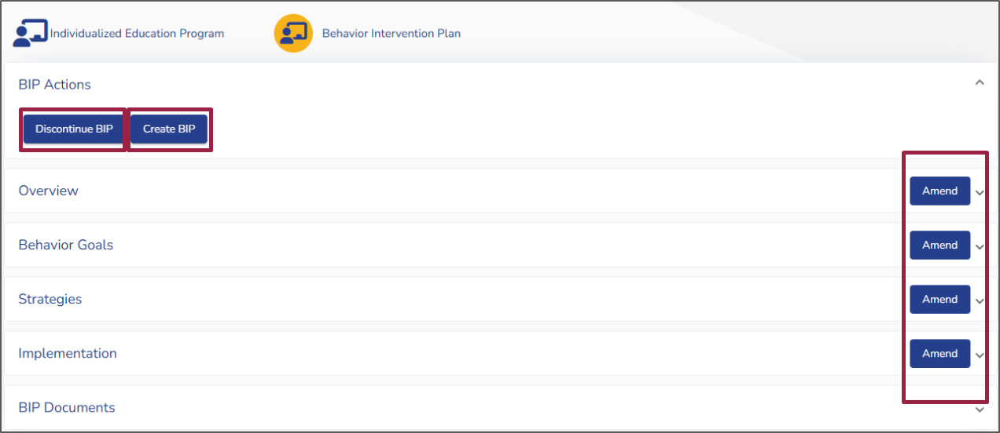 Individualized Education Program
Behavior Intervention Plan
BIP Actions
Discontinue BIP
Create BIP
Overview
Amend
Behavior Goals
Amend
Strategies
Amend
Implementation
Amend
BIP Documents